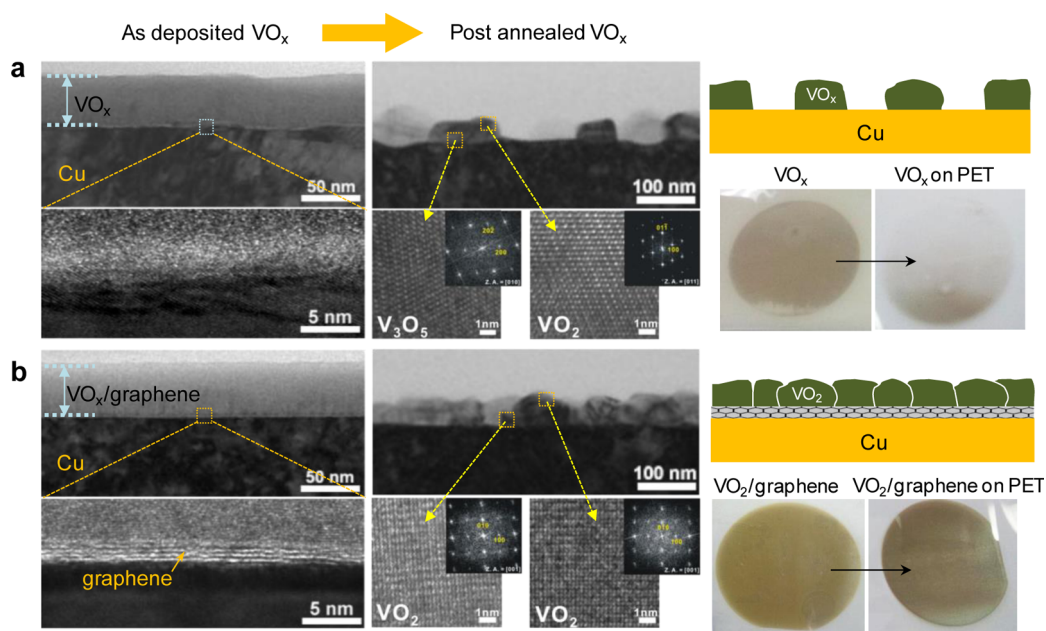 As deposited VOₓ
Post annealed VOₓ
a
VOₓ
Cu
50 nm
5 nm
100 nm
202̄
200
Z. A. = [010]
V₃O₅
1nm
011̄
100
Z. A. = [011]
VO₂
1nm
VOₓ
Cu
VOₓ
VOₓ on PET
b
VOₓ/graphene
Cu
50 nm
graphene
5 nm
100 nm
010
100
Z. A. = [001]
VO₂
1nm
010
100
Z. A. = [001]
VO₂
1nm
VO₂
Cu
VO₂/graphene
VO₂/graphene on PET